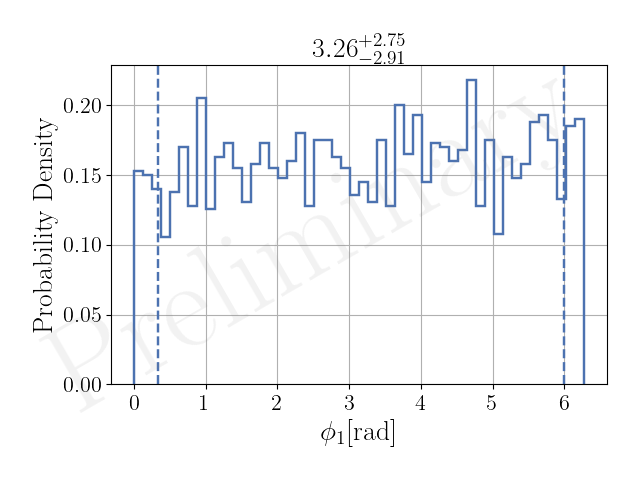 3.26^{+2.75}_{-2.91}
Probability Density
0.20
0.15
0.10
0.05
0.00
0 1 2 3 4 5 6
ϕ₁[rad]
Preliminary